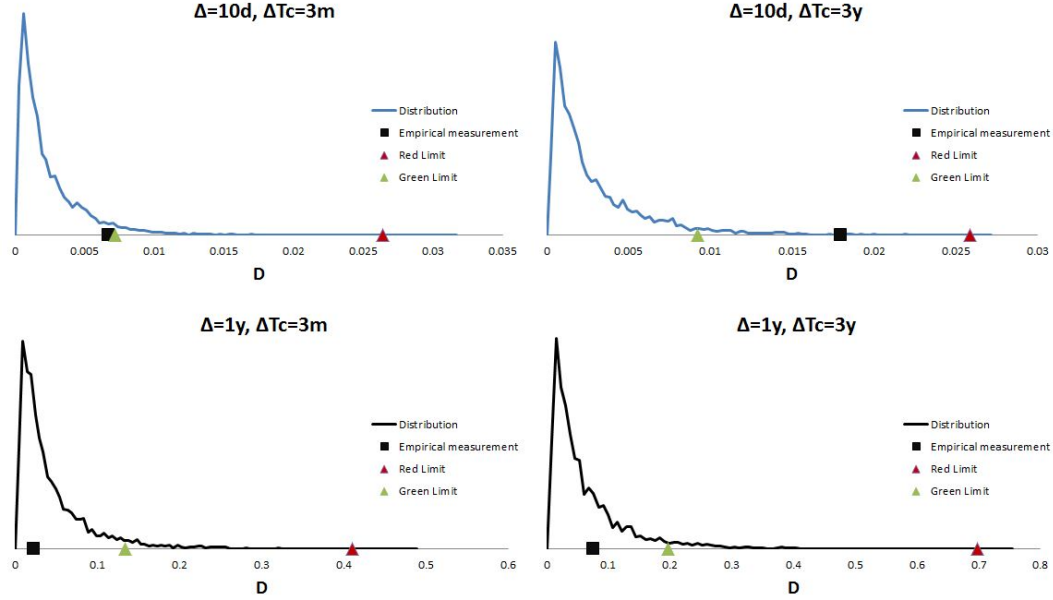 Δ=10d, ΔTc=3m
Distribution
Empirical measurement
Red Limit
Green Limit
0 0.005 0.01 0.015 0.02 0.025 0.03 0.035
D
Δ=10d, ΔTc=3y
Distribution
Empirical measurement
Red Limit
Green Limit
0 0.005 0.01 0.015 0.02 0.025 0.03
D
Δ=1y, ΔTc=3m
Distribution
Empirical measurement
Red Limit
Green Limit
0 0.1 0.2 0.3 0.4 0.5 0.6
D
Δ=1y, ΔTc=3y
Distribution
Empirical measurement
Red Limit
Green Limit
0 0.1 0.2 0.3 0.4 0.5 0.6 0.7 0.8
D